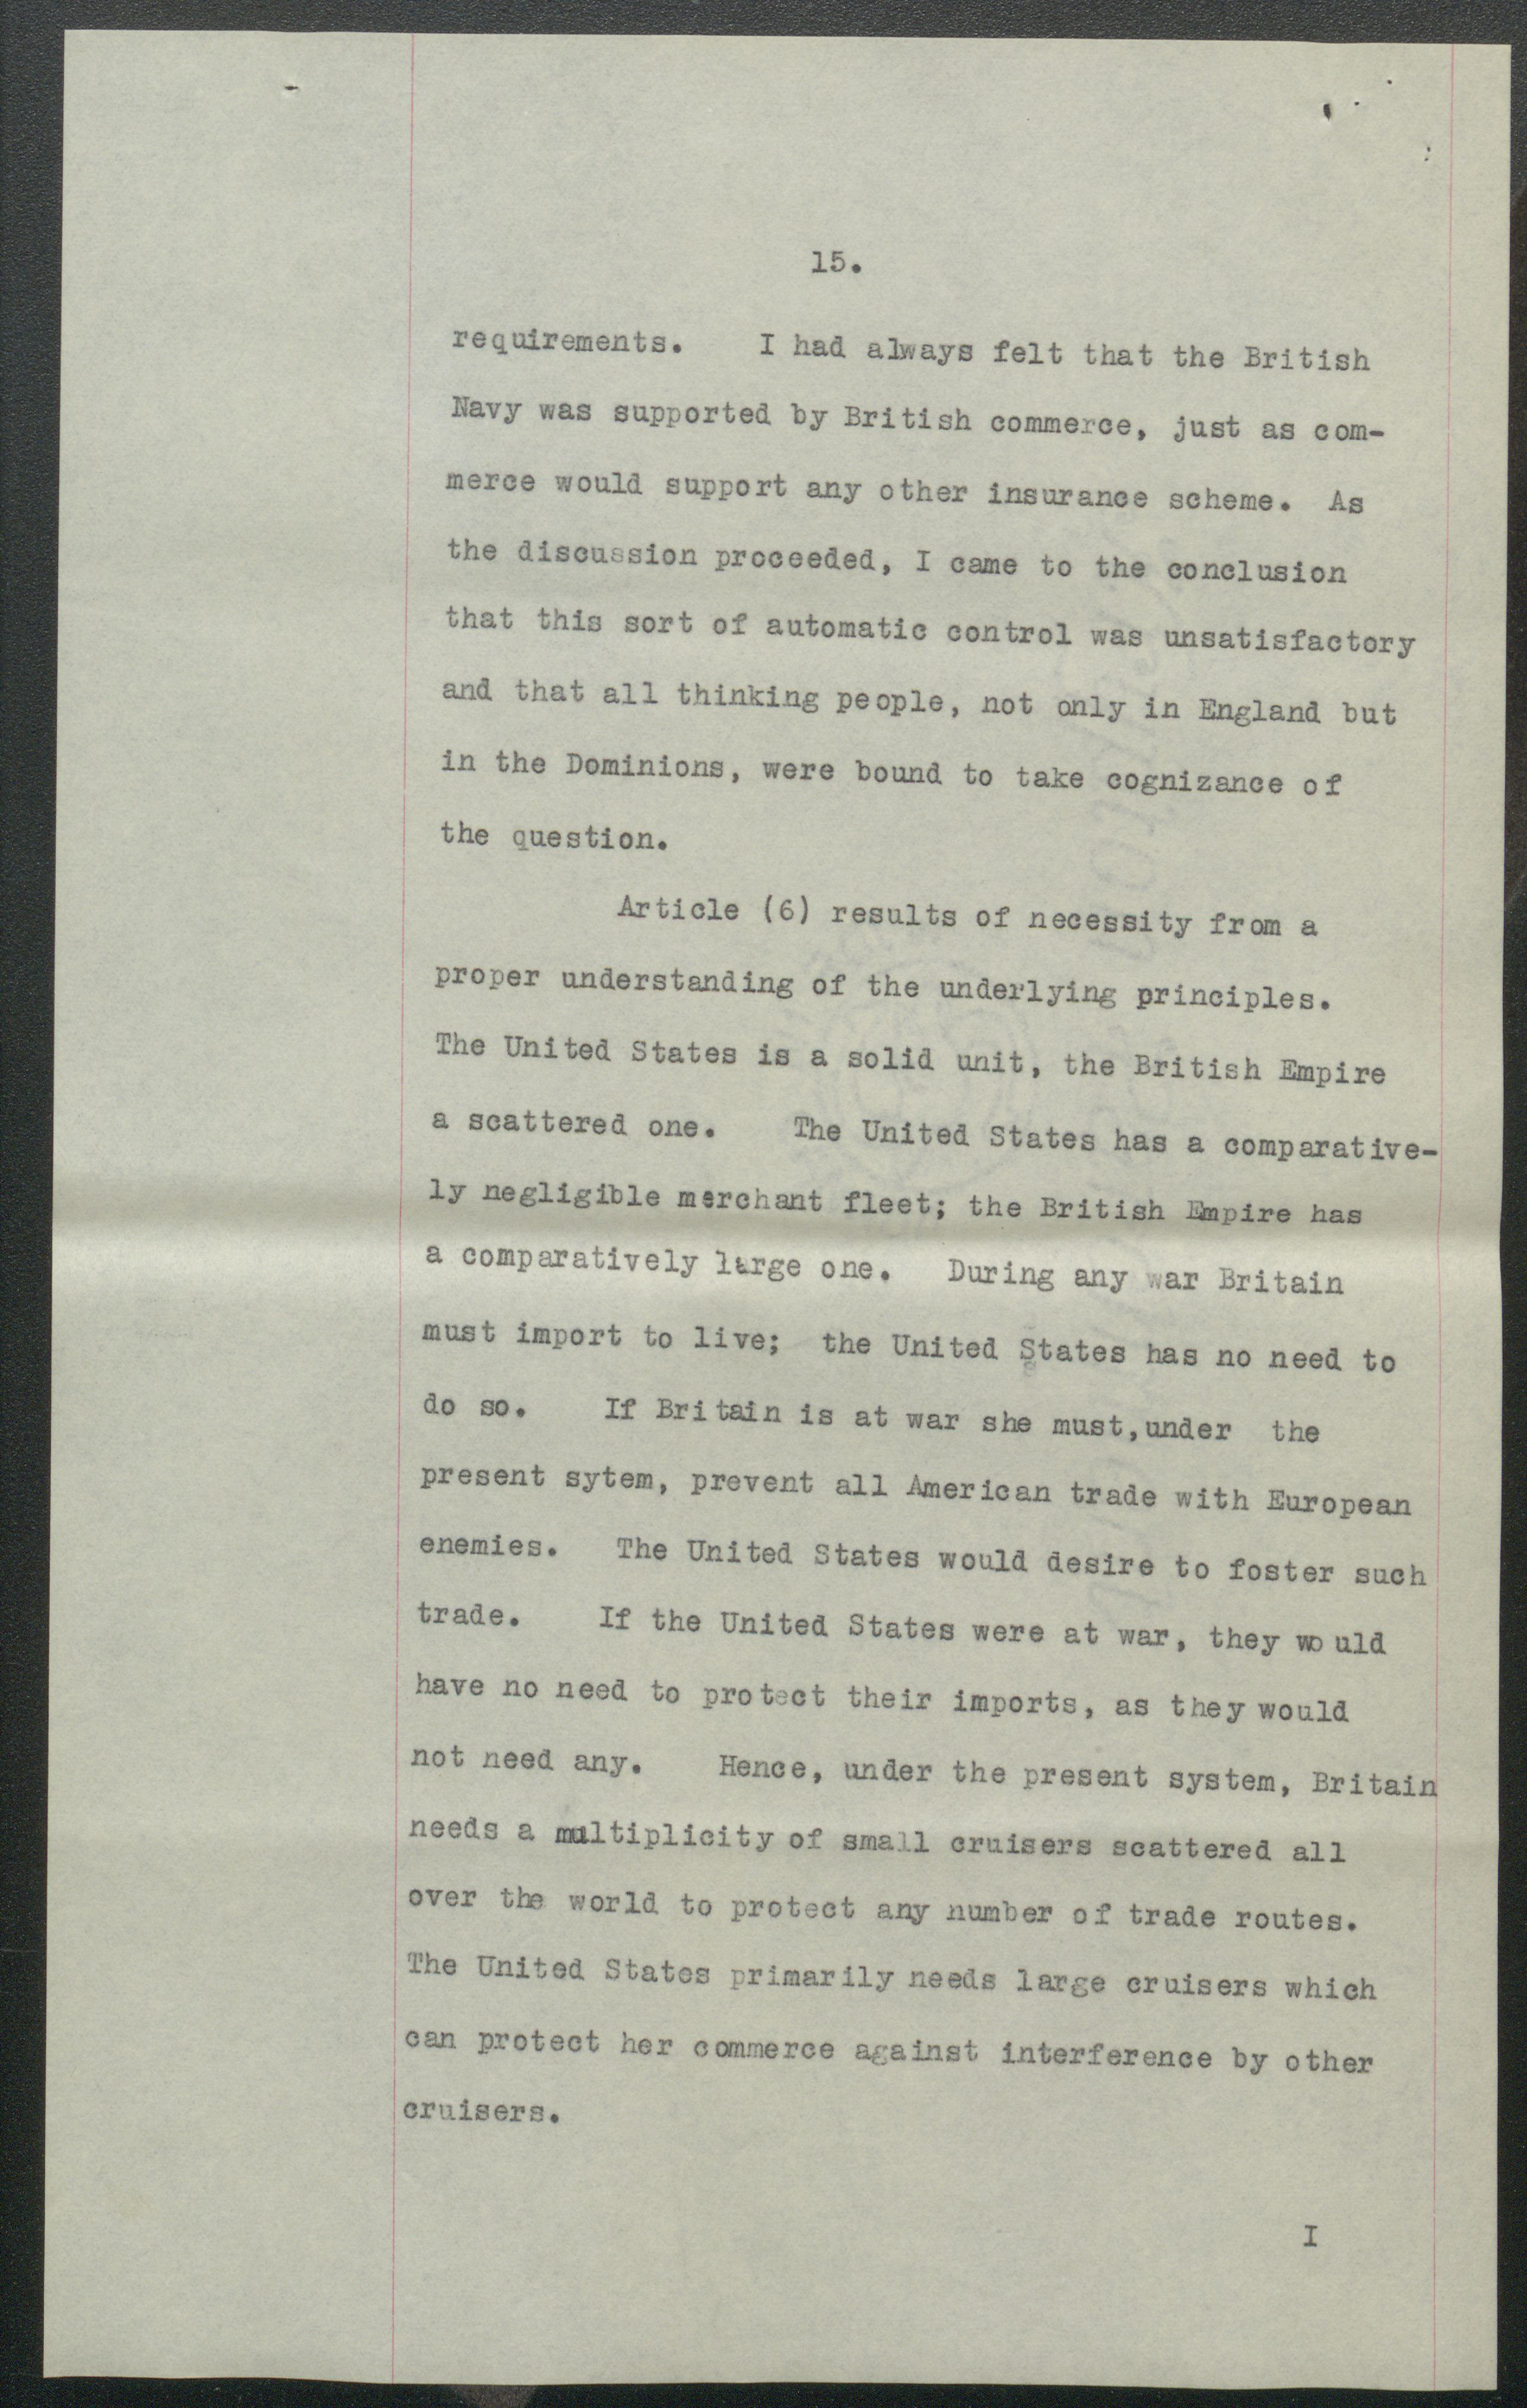 15.
requirements. I had always felt that the British
Navy was supported by British commerce, just as com-
merce would support any other insurance scheme. As
the discussion proceeded, I came to the conclusion
that this sort of automatic control was unsatisfactory
and that all thinking people, not only in England but
in the Dominions, were bound to take cognizance of
the question.
Article (6) results of necessity from a
proper understanding of the underlying principles.
The United States is a solid unit, the British Empire
a scattered one. The United States has a comparative-
ly negligible merchant fleet; the British Empire has
a comparatively large one. During any war Britain
must import to live; the United States has no need to
do so. If Britain is at war she must,under the
present sytem, prevent all American trade with European
enemies. The United States would desire to foster such
trade. If the United States were at war, they would
have no need to protect their imports, as they would
not need any. Hence, under the present system, Britain
needs a multiplicity of small cruisers scattered all
over the world to protect any number of trade routes.
The United States primarily needs large cruisers which
can protect her commerce against interference by other
cruisers.
I